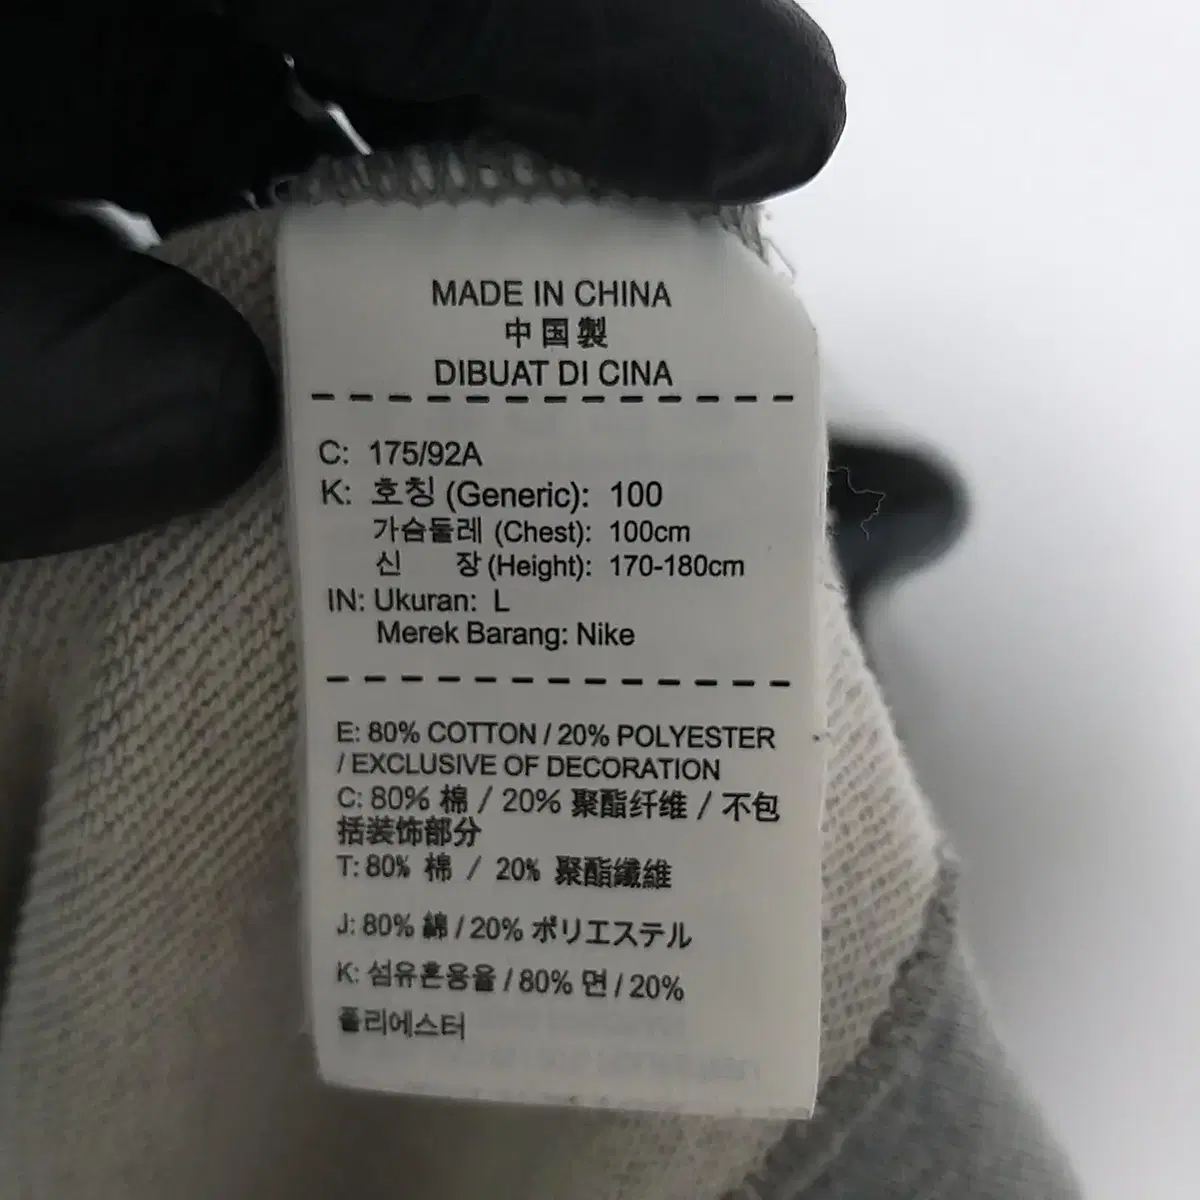 MADE IN CHINA
中国製
DIBUAT DI CINA
C: 175/92A
K: 호칭 (Generic): 100
가슴둘레 (Chest): 100cm
신 장 (Height): 170-180cm
IN: Ukuran: L
Merek Barang: Nike
E: 80% COTTON / 20% POLYESTER
/ EXCLUSIVE OF DECORATION
C: 80% 棉 / 20% 聚酯纤维 / 不包
括装饰部分
T: 80% 棉 / 20% 聚酯纖維
J: 80% 綿 / 20% ポリエステル
K: 섬유혼용율 / 80% 면 / 20%
폴리에스터